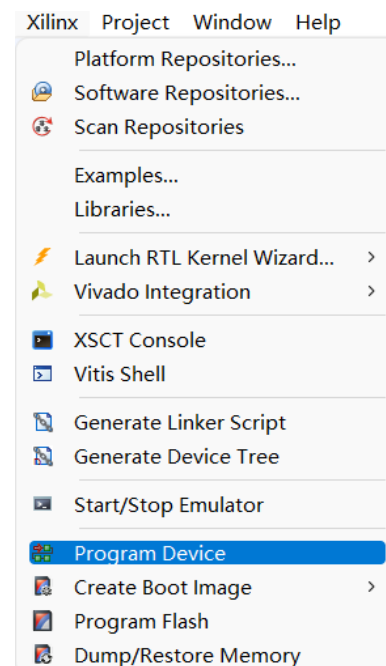 Xilinx Project Window Help
Platform Repositories...
Software Repositories...
Scan Repositories
Examples...
Libraries...
Launch RTL Kernel Wizard...
Vivado Integration
XSCT Console
Vitis Shell
Generate Linker Script
Generate Device Tree
Start/Stop Emulator
Program Device
Create Boot Image
Program Flash
Dump/Restore Memory